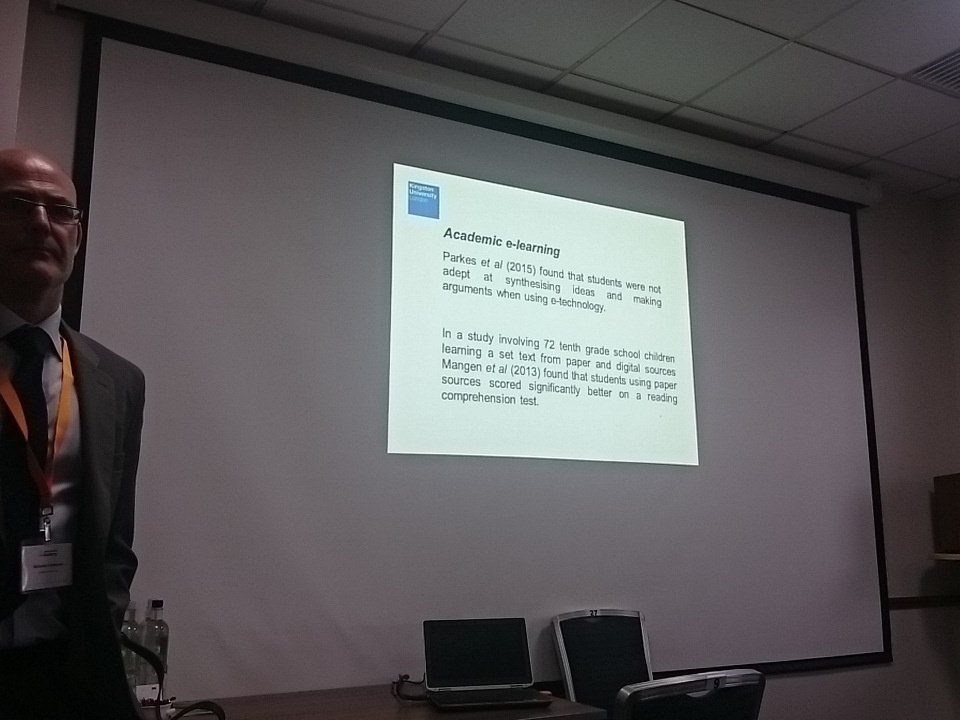 Kingston
University
London
Academic e-learning
Parkes et al (2015) found that students were not
adept at synthesising ideas and making
arguments when using e-technology.
In a study involving 72 tenth grade school children
learning a set text from paper and digital sources
Mangen et al (2013) found that students using paper
sources scored significantly better on a reading
comprehension test.
27
9